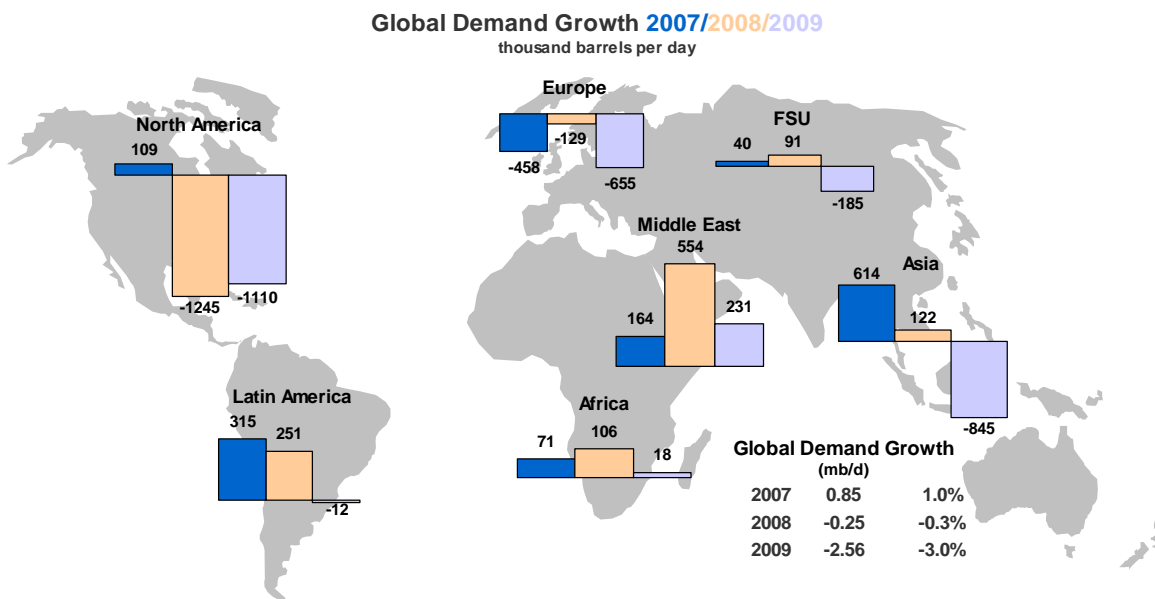 Global Demand Growth 2007/2008/2009
thousand barrels per day
Europe
-458
-129
-655
North America
109
-1245
-1110
FSU
40
91
-185
Middle East
164
554
231
Asia
614
122
-845
Latin America
315
251
-12
Africa
71
106
18
Global Demand Growth
(mb/d)
2007 0.85 1.0%
2008 -0.25 -0.3%
2009 -2.56 -3.0%